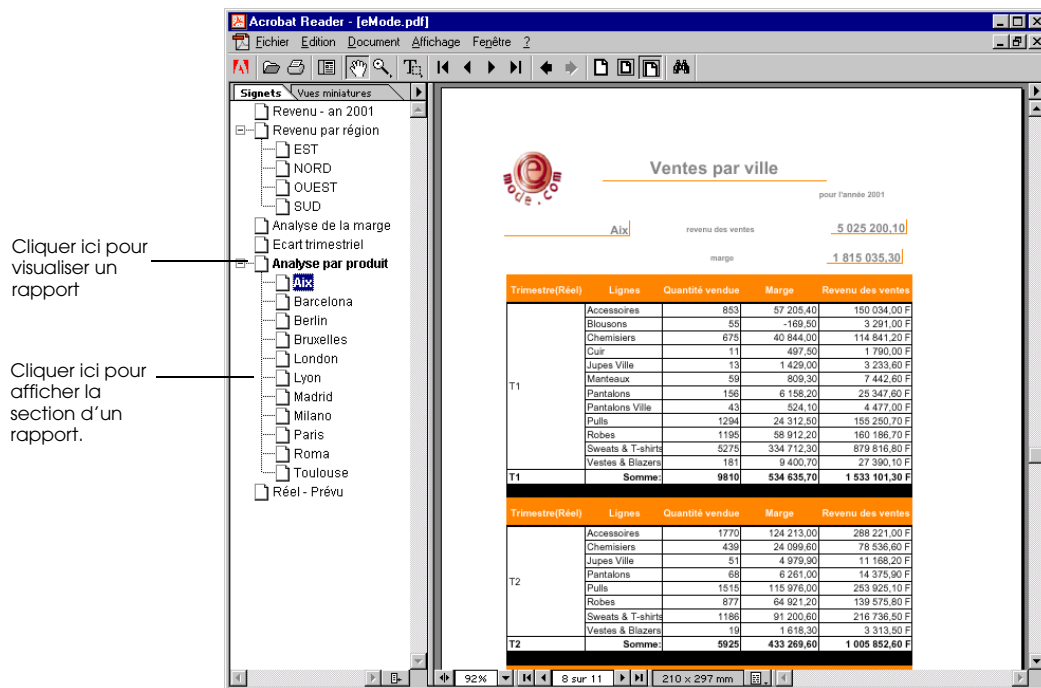 Acrobat Reader - [eMode.pdf]
Fichier Edition Document Affichage Fenêtre ?
Signets Vues miniatures
Revenu - an 2001
Revenu par région
EST
NORD
OUEST
SUD
Analyse de la marge
Ecart trimestriel
Analyse par produit
Aix
Barcelona
Berlin
Bruxelles
London
Lyon
Madrid
Milano
Paris
Roma
Toulouse
Réel - Prévu
Cliquer ici pour
visualiser un
rapport
Cliquer ici pour
afficher la
section d'un
rapport.
e
mode.com
Ventes par ville
pour l'année 2001
Aix revenu des ventes 5 025 200,10
marge 1 815 035,30
Trimestre(Réel) Lignes Quantité vendue Marge Revenu des ventes
T1
Accessoires 853 57 205,40 150 034,00 F
Blousons 55 -169,50 3 291,00 F
Chemisiers 675 40 844,00 114 841,20 F
Cuir 11 497,50 1 790,00 F
Jupes Ville 13 1 429,00 3 233,60 F
Manteaux 59 809,30 7 442,60 F
Pantalons 156 6 158,20 25 347,60 F
Pantalons Ville 43 524,10 4 477,00 F
Pulls 1294 24 312,50 155 250,70 F
Robes 1195 58 912,20 160 186,70 F
Sweats & T-shirts 5275 334 712,30 879 816,80 F
Vestes & Blazers 181 9 400,70 27 390,10 F
T1 Somme: 9810 534 635,70 1 533 101,30 F
Trimestre(Réel) Lignes Quantité vendue Marge Revenu des ventes
T2
Accessoires 1770 124 213,00 288 221,00 F
Chemisiers 439 24 099,60 78 536,60 F
Jupes Ville 51 4 979,90 11 168,20 F
Pantalons 68 6 261,00 14 375,90 F
Pulls 1515 115 976,00 253 925,10 F
Robes 877 64 921,20 139 575,80 F
Sweats & T-shirts 1186 91 200,60 216 736,50 F
Vestes & Blazers 19 1 618,30 3 313,50 F
T2 Somme: 5925 433 269,60 1 005 852,60 F
92% 8 sur 11 210 x 297 mm